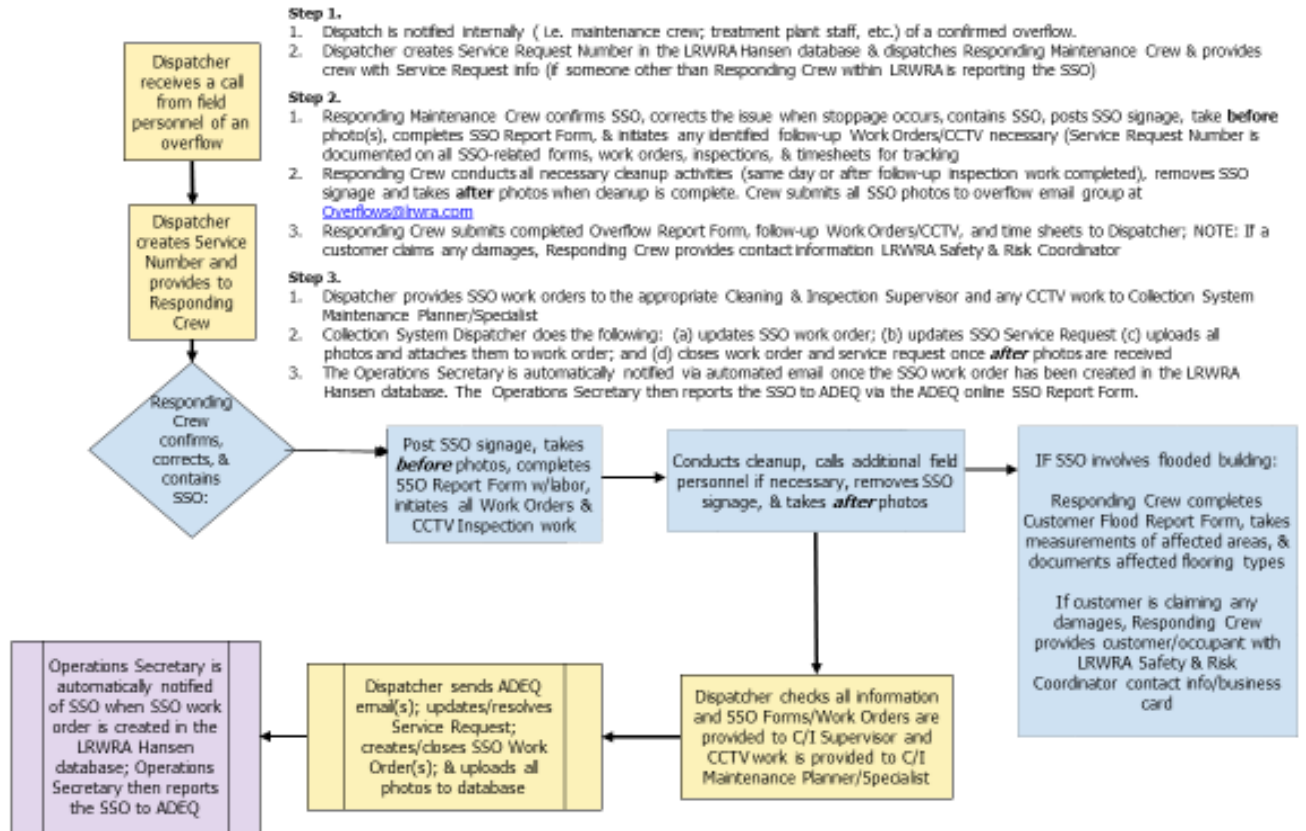 Step 1.
1. Dispatch is notified internally ( i.e. maintenance crew; treatment plant staff, etc.) of a confirmed overflow.
2. Dispatcher creates Service Request Number in the LRWRA Hansen database & dispatches Responding Maintenance Crew & provides
crew with Service Request info (if someone other than Responding Crew within LRWRA is reporting the SSO)
Step 2.
1. Responding Maintenance Crew confirms SSO, corrects the issue when stoppage occurs, contains SSO, posts SSO signage, take before
photo(s), completes SSO Report Form, & initiates any identified follow-up Work Orders/CCTV necessary (Service Request Number is
documented on all SSO-related forms, work orders, inspections, & timesheets for tracking
2. Responding Crew conducts all necessary cleanup activities (same day or after follow-up inspection work completed), removes SSO
signage and takes after photos when cleanup is complete. Crew submits all SSO photos to overflow email group at
Overflows@lrwra.com
3. Responding Crew submits completed Overflow Report Form, follow-up Work Orders/CCTV, and time sheets to Dispatcher; NOTE: If a
customer claims any damages, Responding Crew provides contact information LRWRA Safety & Risk Coordinator
Step 3.
1. Dispatcher provides SSO work orders to the appropriate Cleaning & Inspection Supervisor and any CCTV work to Collection System
Maintenance Planner/Specialist
2. Collection System Dispatcher does the following: (a) updates SSO work order; (b) updates SSO Service Request (c) uploads all
photos and attaches them to work order; and (d) closes work order and service request once after photos are received
3. The Operations Secretary is automatically notified via automated email once the SSO work order has been created in the LRWRA
Hansen database. The Operations Secretary then reports the SSO to ADEQ via the ADEQ online SSO Report Form.
Dispatcher
receives a call
from field
personnel of an
overflow
Dispatcher
creates Service
Number and
provides to
Responding
Crew
Responding
Crew
confirms,
corrects, &
contains
SSO:
Post SSO signage, takes
before photos, completes
SSO Report Form w/labor,
initiates all Work Orders &
CCTV Inspection work
Conducts cleanup, calls additional field
personnel if necessary, removes SSO
signage, & takes after photos
IF SSO involves flooded building:
Responding Crew completes
Customer Flood Report Form, takes
measurements of affected areas, &
documents affected flooring types
If customer is claiming any
damages, Responding Crew
provides customer/occupant with
LRWRA Safety & Risk
Coordinator contact info/business
card
Dispatcher checks all information
and SSO Forms/Work Orders are
provided to C/I Supervisor and
CCTV work is provided to C/I
Maintenance Planner/Specialist
Dispatcher sends ADEQ
email(s); updates/resolves
Service Request;
creates/closes SSO Work
Order(s); & uploads all
photos to database
Operations Secretary is
automatically notified
of SSO when SSO work
order is created in the
LRWRA Hansen
database; Operations
Secretary then reports
the SSO to ADEQ